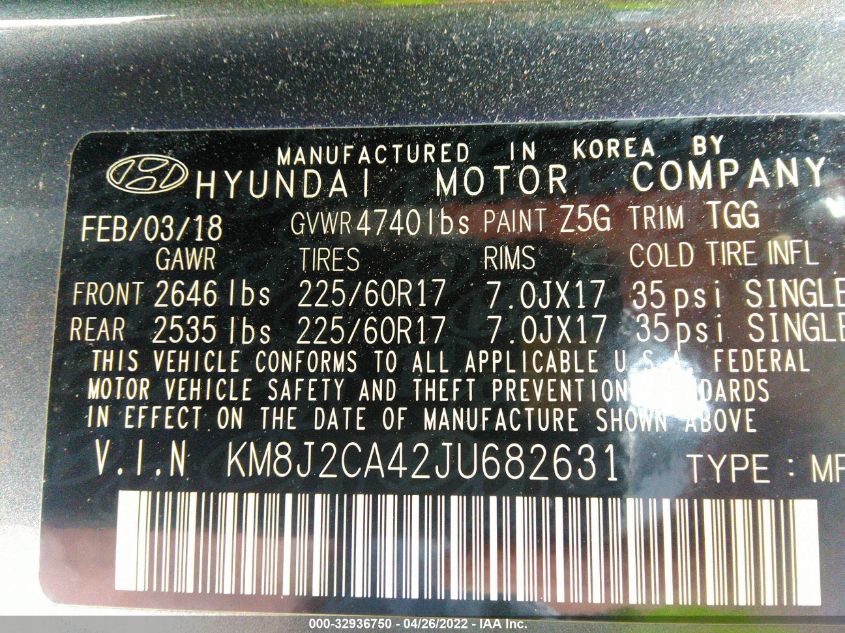 MANUFACTURED IN KOREA BY
HYUNDAI MOTOR COMPANY
FEB/03/18 GVWR 4740lbs PAINT Z5G TRIM TGG
GAWR TIRES RIMS COLD TIRE INFL
FRONT 2646lbs 225/60R17 7.0JX17 35psi SINGLE
REAR 2535lbs 225/60R17 7.0JX17 35psi SINGLE
THIS VEHICLE CONFORMS TO ALL APPLICABLE U.S.A. FEDERAL
MOTOR VEHICLE SAFETY AND THEFT PREVENTION STANDARDS
IN EFFECT ON THE DATE OF MANUFACTURE SHOWN ABOVE
V.I.N KM8J2CA42JU682631 TYPE : MP
000-32936750 - 04/26/2022 - IAA Inc.